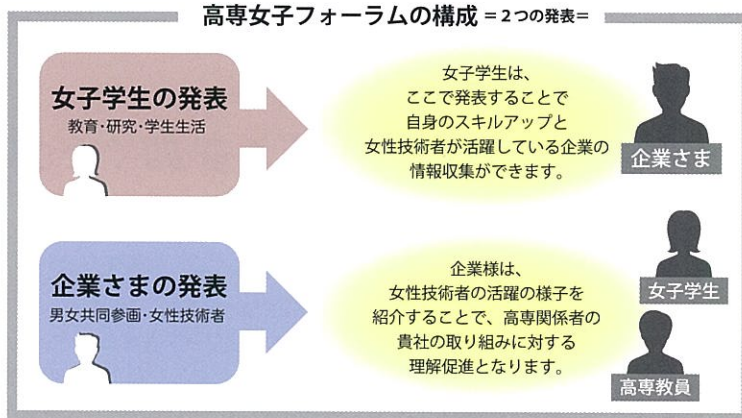 高専女子フォーラムの構成 =2つの発表=
女子学生の発表
教育・研究・学生生活
女子学生は、
ここで発表することで
自身のスキルアップと
女性技術者が活躍している企業の
情報収集ができます。
企業さま
企業さまの発表
男女共同参画・女性技術者
企業様は、
女性技術者の活躍の様子を
紹介することで、高専関係者の
貴社の取り組みに対する
理解促進となります。
女子学生
高専教員